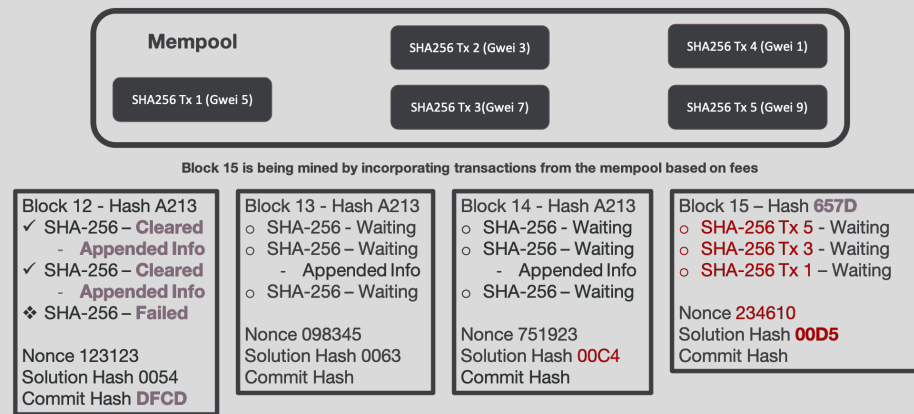 Mempool
SHA256 Tx 1 (Gwei 5)
SHA256 Tx 2 (Gwei 3)
SHA256 Tx 3(Gwei 7)
SHA256 Tx 4 (Gwei 1)
SHA256 Tx 5 (Gwei 9)
Block 15 is being mined by incorporating transactions from the mempool based on fees
Block 12 - Hash A213
✓ SHA-256 – Cleared
- Appended Info
✓ SHA-256 – Cleared
- Appended Info
❖ SHA-256 – Failed
Nonce 123123
Solution Hash 0054
Commit Hash DFCD
Block 13 - Hash A213
o SHA-256 - Waiting
o SHA-256 – Waiting
- Appended Info
o SHA-256 – Waiting
Nonce 098345
Solution Hash 0063
Commit Hash
Block 14 - Hash A213
o SHA-256 - Waiting
o SHA-256 – Waiting
- Appended Info
o SHA-256 – Waiting
Nonce 751923
Solution Hash 00C4
Commit Hash
Block 15 – Hash 657D
o SHA-256 Tx 5 - Waiting
o SHA-256 Tx 3 - Waiting
o SHA-256 Tx 1 – Waiting
Nonce 234610
Solution Hash 00D5
Commit Hash